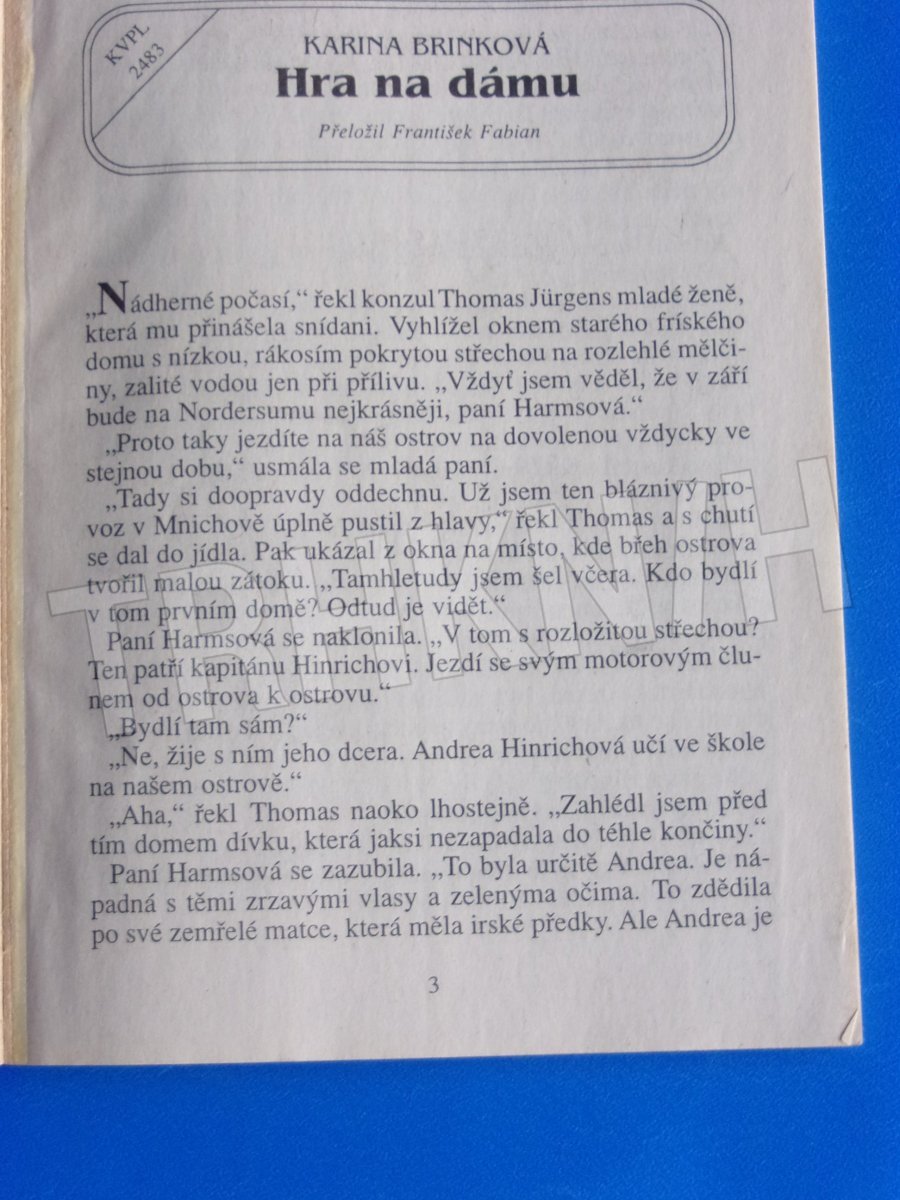 KVPL
2483
KARINA BRINKOVÁ
Hra na dámu
Přeložil František Fabian
„Nádherné počasí,“ řekl konzul Thomas Jürgens mladé ženě,
která mu přinášela snídani. Vyhlížel oknem starého fríského
domu s nízkou, rákosím pokrytou střechou na rozlehlé mělči-
ny, zalité vodou jen při přílivu. „Vždyť jsem věděl, že v září
bude na Nordersumu nejkrásněji, paní Harmsová.“
„Proto taky jezdíte na náš ostrov na dovolenou vždycky ve
stejnou dobu,“ usmála se mladá paní.
„Tady si doopravdy oddechnu. Už jsem ten bláznivý pro-
voz v Mnichově úplně pustil z hlavy,“ řekl Thomas a s chutí
se dal do jídla. Pak ukázal z okna na místo, kde břeh ostrova
tvořil malou zátoku. „Tamhletudy jsem šel včera. Kdo bydlí
v tom prvním domě? Odtud je vidět.“
Paní Harmsová se naklonila. „V tom s rozložitou střechou?
Ten patří kapitánu Hinrichovi. Jezdí se svým motorovým člu-
nem od ostrova k ostrovu.“
„Bydlí tam sám?“
„Ne, žije s ním jeho dcera. Andrea Hinrichová učí ve škole
na našem ostrově.“
„Aha,“ řekl Thomas naoko lhostejně. „Zahlédl jsem před
tím domem dívku, která jaksi nezapadala do téhle končiny.“
Paní Harmsová se zazubila. „To byla určitě Andrea. Je ná-
padná s těmi zrzavými vlasy a zelenýma očima. To zdědila
po své zemřelé matce, která měla irské předky. Ale Andrea je
3
TRHKNIH